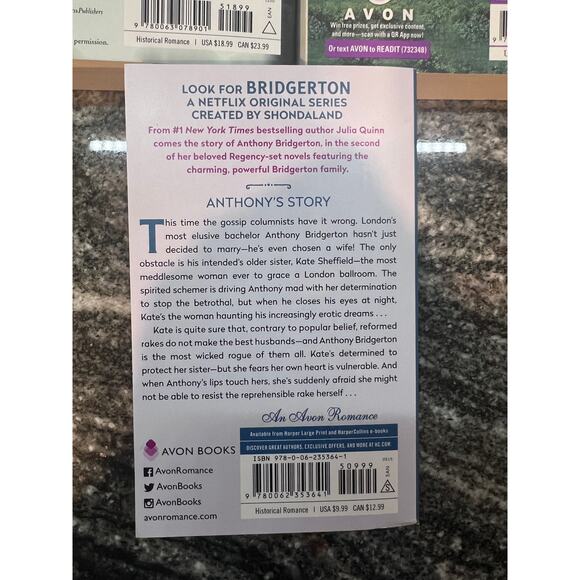 ss Publishers
permission.
51899
9 780063 078901
EAN
Historical Romance | USA $18.99 | CAN $23.99
AVON
Win free prizes, get exclusive content,
and more—scan with a QR App now!
Or text AVON to READIT (732348)
LOOK FOR BRIDGERTON
A NETFLIX ORIGINAL SERIES
CREATED BY SHONDALAND
From #1 New York Times bestselling author Julia Quinn
comes the story of Anthony Bridgerton, in the second
of her beloved Regency-set novels featuring the
charming, powerful Bridgerton family.
ANTHONY'S STORY
This time the gossip columnists have it wrong. London's
most elusive bachelor Anthony Bridgerton hasn't just
decided to marry—he's even chosen a wife! The only
obstacle is his intended's older sister, Kate Sheffield—the most
meddlesome woman ever to grace a London ballroom. The
spirited schemer is driving Anthony mad with her determination
to stop the betrothal, but when he closes his eyes at night,
Kate's the woman haunting his increasingly erotic dreams . . .
Kate is quite sure that, contrary to popular belief, reformed
rakes do not make the best husbands—and Anthony Bridgerton
is the most wicked rogue of them all. Kate's determined to
protect her sister—but she fears her own heart is vulnerable. And
when Anthony's lips touch hers, she's suddenly afraid she might
not be able to resist the reprehensible rake herself . . .
An Avon Romance
Available from Harper Large Print and HarperCollins e-books
DISCOVER GREAT AUTHORS, EXCLUSIVE OFFERS, AND MORE AT HC.COM
AVON BOOKS
AvonRomance
AvonBooks
AvonBooks
avonromance.com
ISBN 978-0-06-235364-1
50999
9 780062 353641
EAN
S
Historical Romance | USA $9.99 CAN $12.99